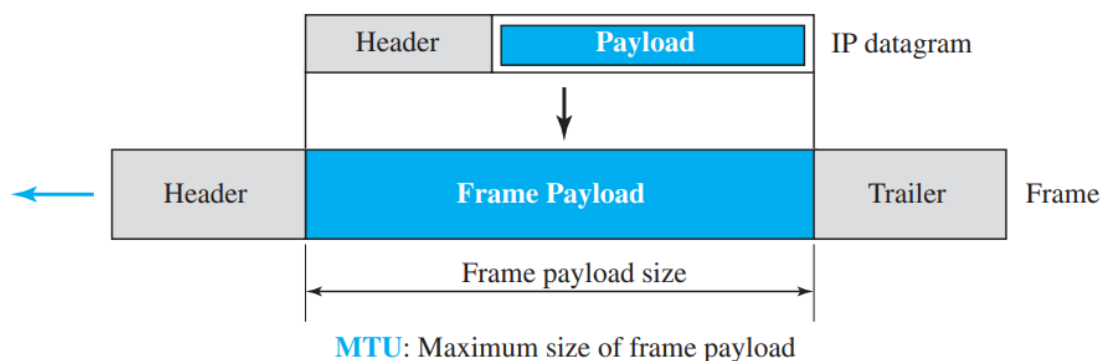 Header Payload IP datagram
Header Frame Payload Trailer Frame
Frame payload size
MTU: Maximum size of frame payload